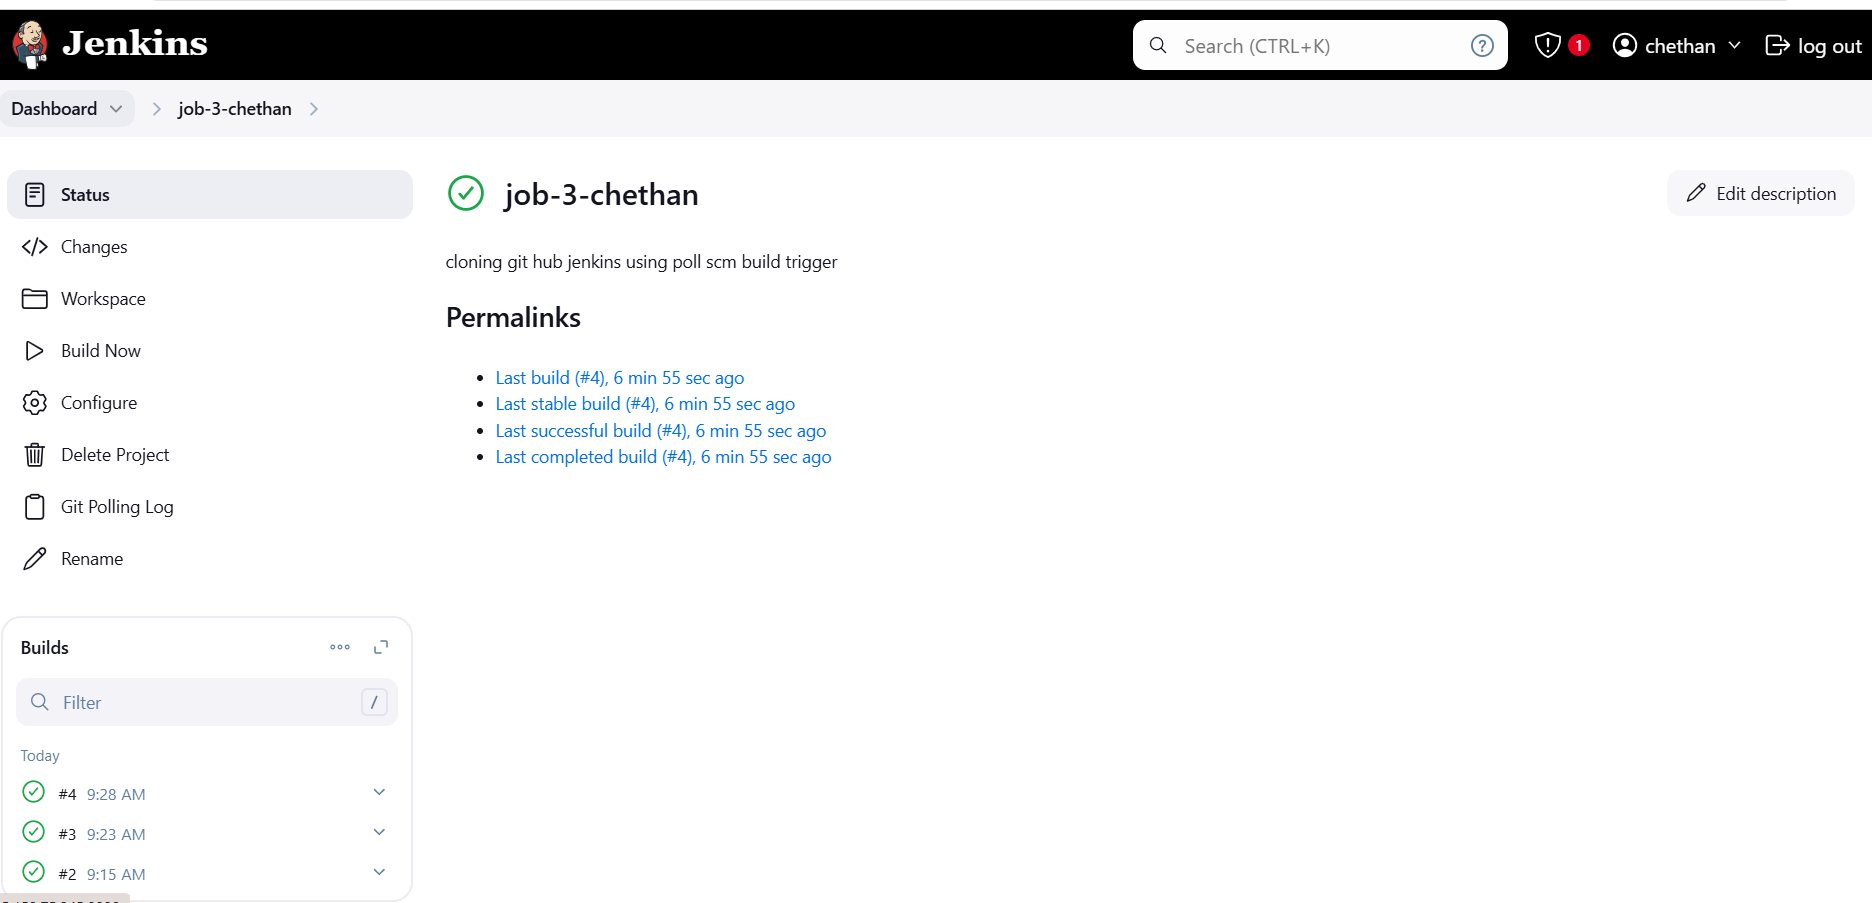 Jenkins
Search (CTRL+K)
1
chethan
log out
Dashboard
job-3-chethan
Status
Changes
Workspace
Build Now
Configure
Delete Project
Git Polling Log
Rename
job-3-chethan
Edit description
cloning git hub jenkins using poll scm build trigger
Permalinks
Last build (#4), 6 min 55 sec ago
Last stable build (#4), 6 min 55 sec ago
Last successful build (#4), 6 min 55 sec ago
Last completed build (#4), 6 min 55 sec ago
Builds
Filter /
Today
#4 9:28 AM
#3 9:23 AM
#2 9:15 AM